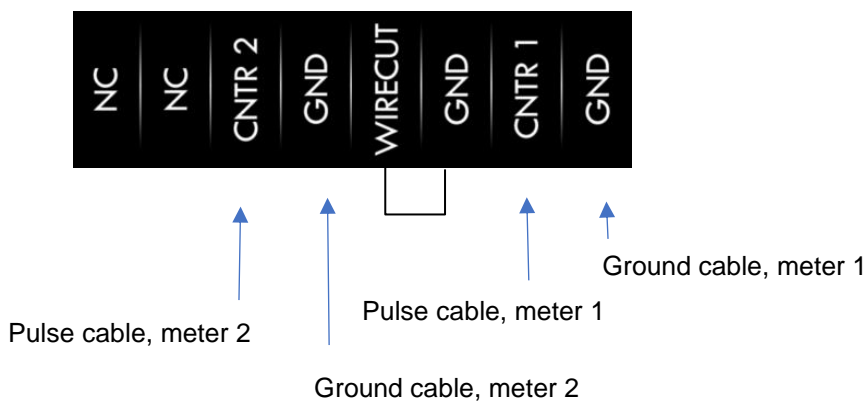 NC
NC
CNTR 2
GND
WIRECUT
GND
CNTR 1
GND
Ground cable, meter 1
Pulse cable, meter 1
Pulse cable, meter 2
Ground cable, meter 2